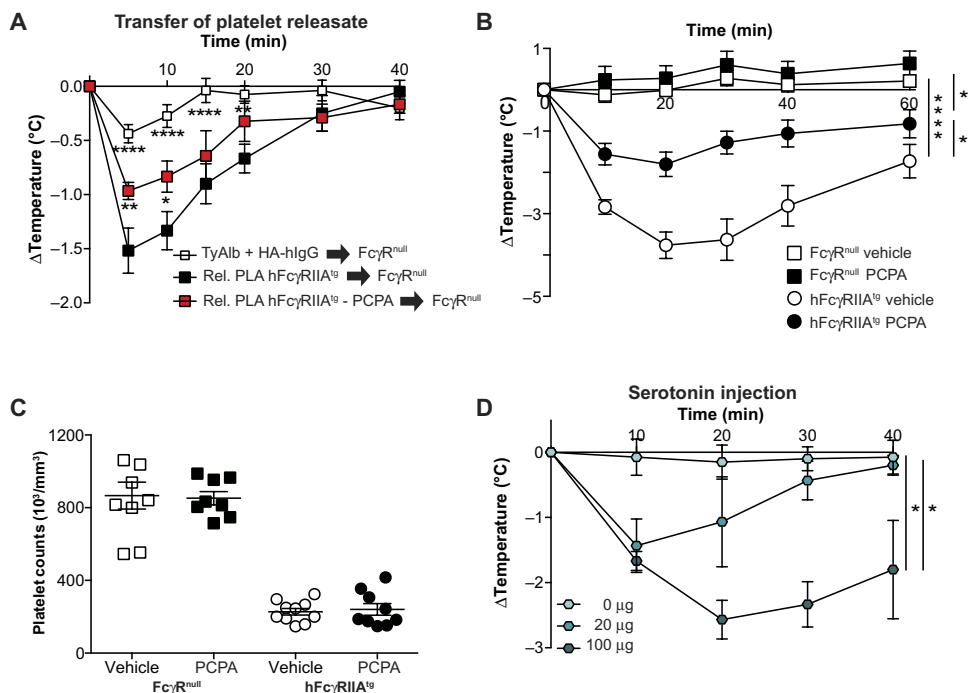 A
Transfer of platelet releasate
Time (min)
10 20 30 40
0.0
−0.5
−1.0
−1.5
−2.0
ΔTemperature (°C)
****
****
****
**
**
*
TyAlb + HA-hIgG FcγRnull
Rel. PLA hFcγRIIAtg FcγRnull
Rel. PLA hFcγRIIAtg - PCPA FcγRnull
B
Time (min)
0 20 40 60
1
−1
−3
−5
ΔTemperature (°C)
****
*
*
FcγRnull vehicle
FcγRnull PCPA
hFcγRIIAtg vehicle
hFcγRIIAtg PCPA
C
1200
800
400
0
Platelet counts (10³/mm³)
Vehicle PCPA Vehicle PCPA
FcγRnull hFcγRIIAtg
D
Serotonin injection
Time (min)
10 20 30 40
0
−1
−2
−3
ΔTemperature (°C)
* *
0 μg
20 μg
100 μg